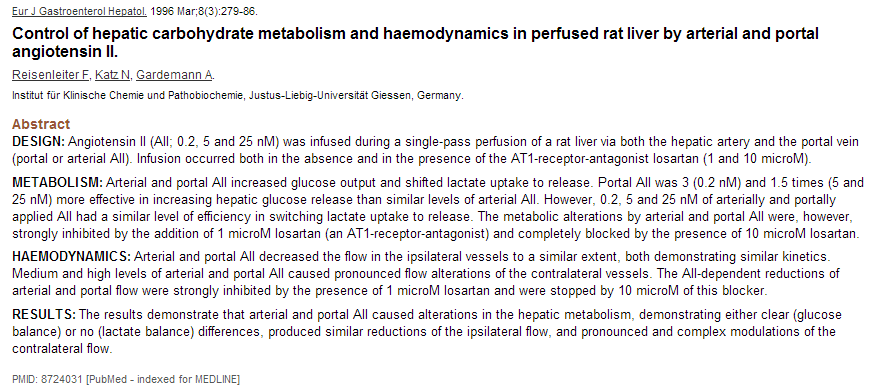 Eur J Gastroenterol Hepatol. 1996 Mar;8(3):279-86.
Control of hepatic carbohydrate metabolism and haemodynamics in perfused rat liver by arterial and portal
angiotensin II.
Reisenleiter F, Katz N, Gardemann A.
Institut für Klinische Chemie und Pathobiochemie, Justus-Liebig-Universität Giessen, Germany.
Abstract
DESIGN: Angiotensin II (AII; 0.2, 5 and 25 nM) was infused during a single-pass perfusion of a rat liver via both the hepatic artery and the portal vein
(portal or arterial AII). Infusion occurred both in the absence and in the presence of the AT1-receptor-antagonist losartan (1 and 10 microM).
METABOLISM: Arterial and portal AII increased glucose output and shifted lactate uptake to release. Portal AII was 3 (0.2 nM) and 1.5 times (5 and
25 nM) more effective in increasing hepatic glucose release than similar levels of arterial AII. However, 0.2, 5 and 25 nM of arterially and portally
applied AII had a similar level of efficiency in switching lactate uptake to release. The metabolic alterations by arterial and portal AII were, however,
strongly inhibited by the addition of 1 microM losartan (an AT1-receptor-antagonist) and completely blocked by the presence of 10 microM losartan.
HAEMODYNAMICS: Arterial and portal AII decreased the flow in the ipsilateral vessels to a similar extent, both demonstrating similar kinetics.
Medium and high levels of arterial and portal AII caused pronounced flow alterations of the contralateral vessels. The AII-dependent reductions of
arterial and portal flow were strongly inhibited by the presence of 1 microM losartan and were stopped by 10 microM of this blocker.
RESULTS: The results demonstrate that arterial and portal AII caused alterations in the hepatic metabolism, demonstrating either clear (glucose
balance) or no (lactate balance) differences, produced similar reductions of the ipsilateral flow, and pronounced and complex modulations of the
contralateral flow.
PMID: 8724031 [PubMed - indexed for MEDLINE]